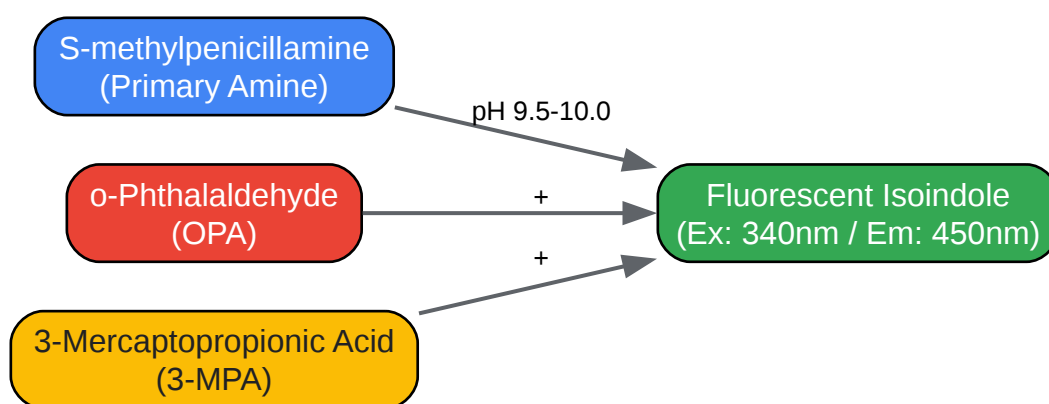 S-methylpenicillamine
(Primary Amine)
pH 9.5-10.0
o-Phthalaldehyde
(OPA)
+
Fluorescent Isoindole
(Ex: 340nm / Em: 450nm)
+
3-Mercaptopropionic Acid
(3-MPA)